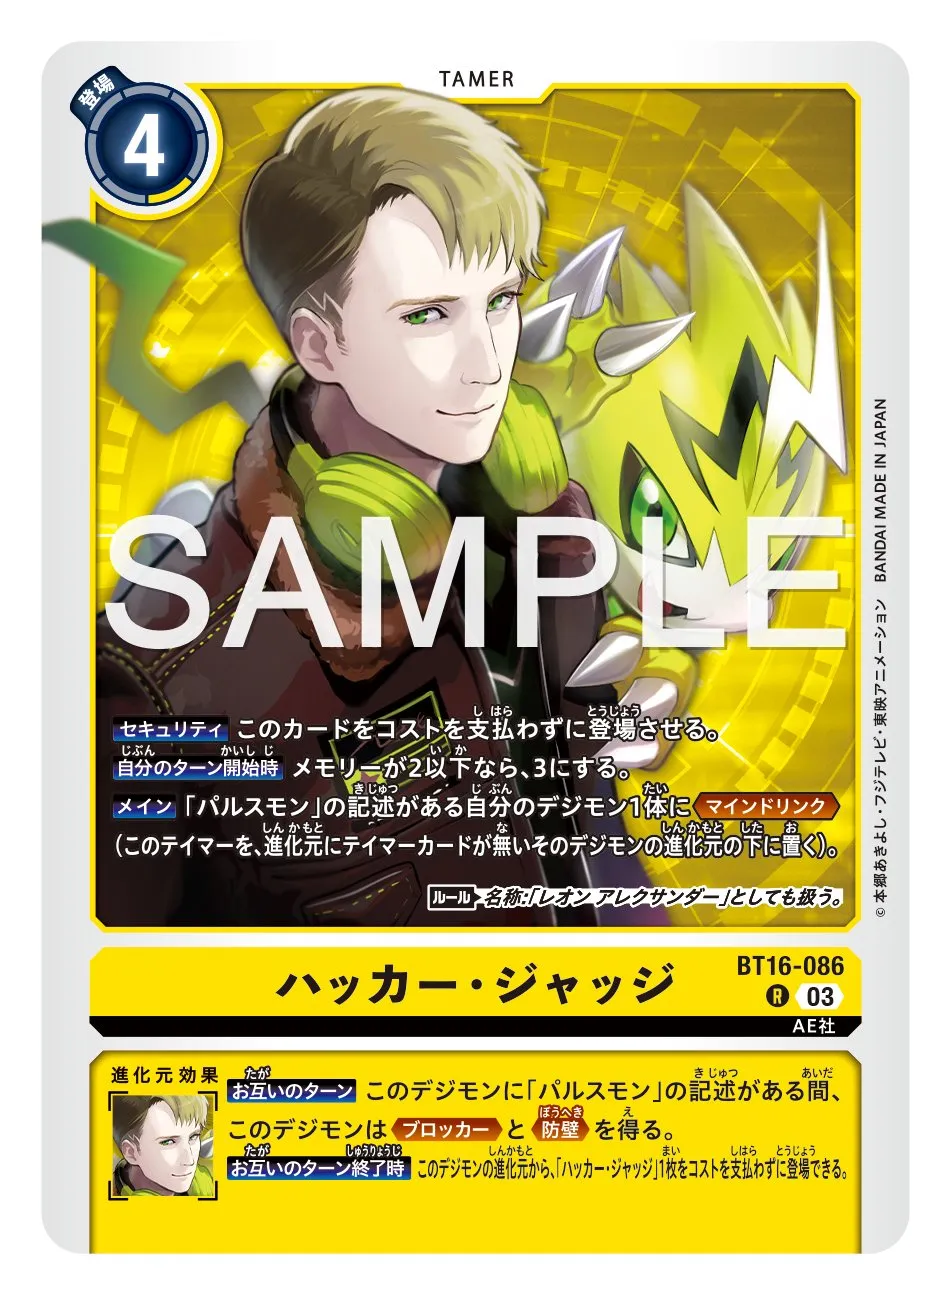 TAMER
登場
4
SAMPLE
セキュリティ このカードをコストを支払わずに登場させる。
自分のターン開始時 メモリーが2以下なら、3にする。
メイン 「パルスモン」の記述がある自分のデジモン1体に マインドリンク
(このテイマーを、進化元にテイマーカードが無いそのデジモンの進化元の下に置く)。
ルール 名称:「レオン アレクサンダー」としても扱う。
©本郷あきよし・フジテレビ・東映アニメーション BANDAI MADE IN JAPAN
ハッカー・ジャッジ
BT16-086
R 03
AE社
進化元効果
お互いのターン このデジモンに「パルスモン」の記述がある間、
このデジモンは ブロッカー と 防壁 を得る。
お互いのターン終了時 このデジモンの進化元から、「ハッカー・ジャッジ」1枚をコストを支払わずに登場できる。